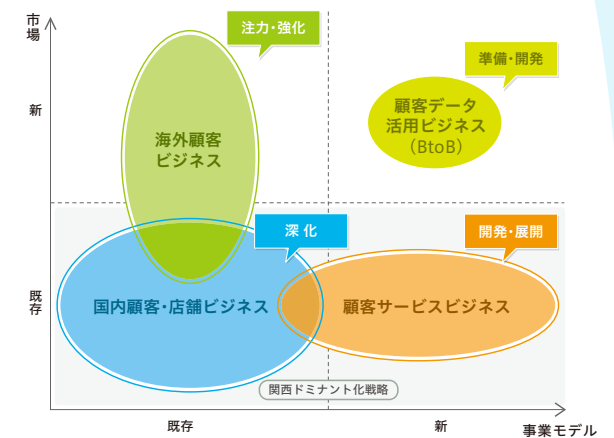 市
場
注力・強化
準備・開発
新
顧客データ
活用ビジネス
（BtoB）
海外顧客
ビジネス
深 化
開発・展開
既
存
国内顧客・店舗ビジネス
顧客サービスビジネス
関西ドミナント化戦略
既存
新
事業モデル